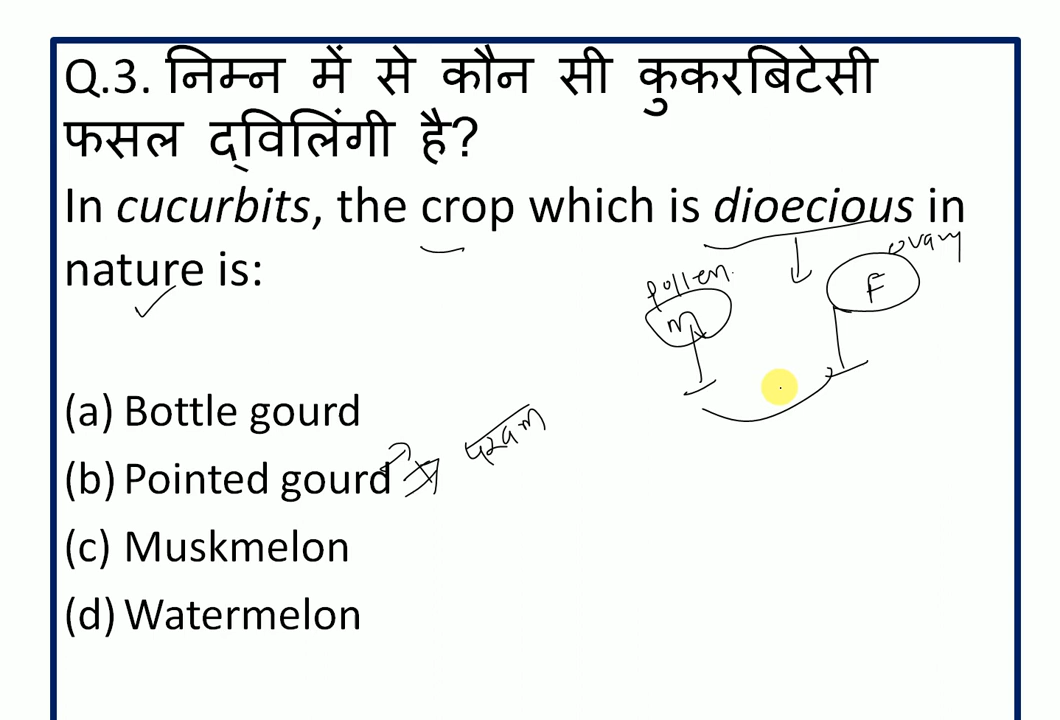 Q.3. निम्न में से कौन सी कुकरबिटेसी
फसल द्विलिंगी है?
In cucurbits, the crop which is dioecious in
nature is:
ovary
pollen
F
m
(a) Bottle gourd
(b) Pointed gourd
(c) Muskmelon
(d) Watermelon